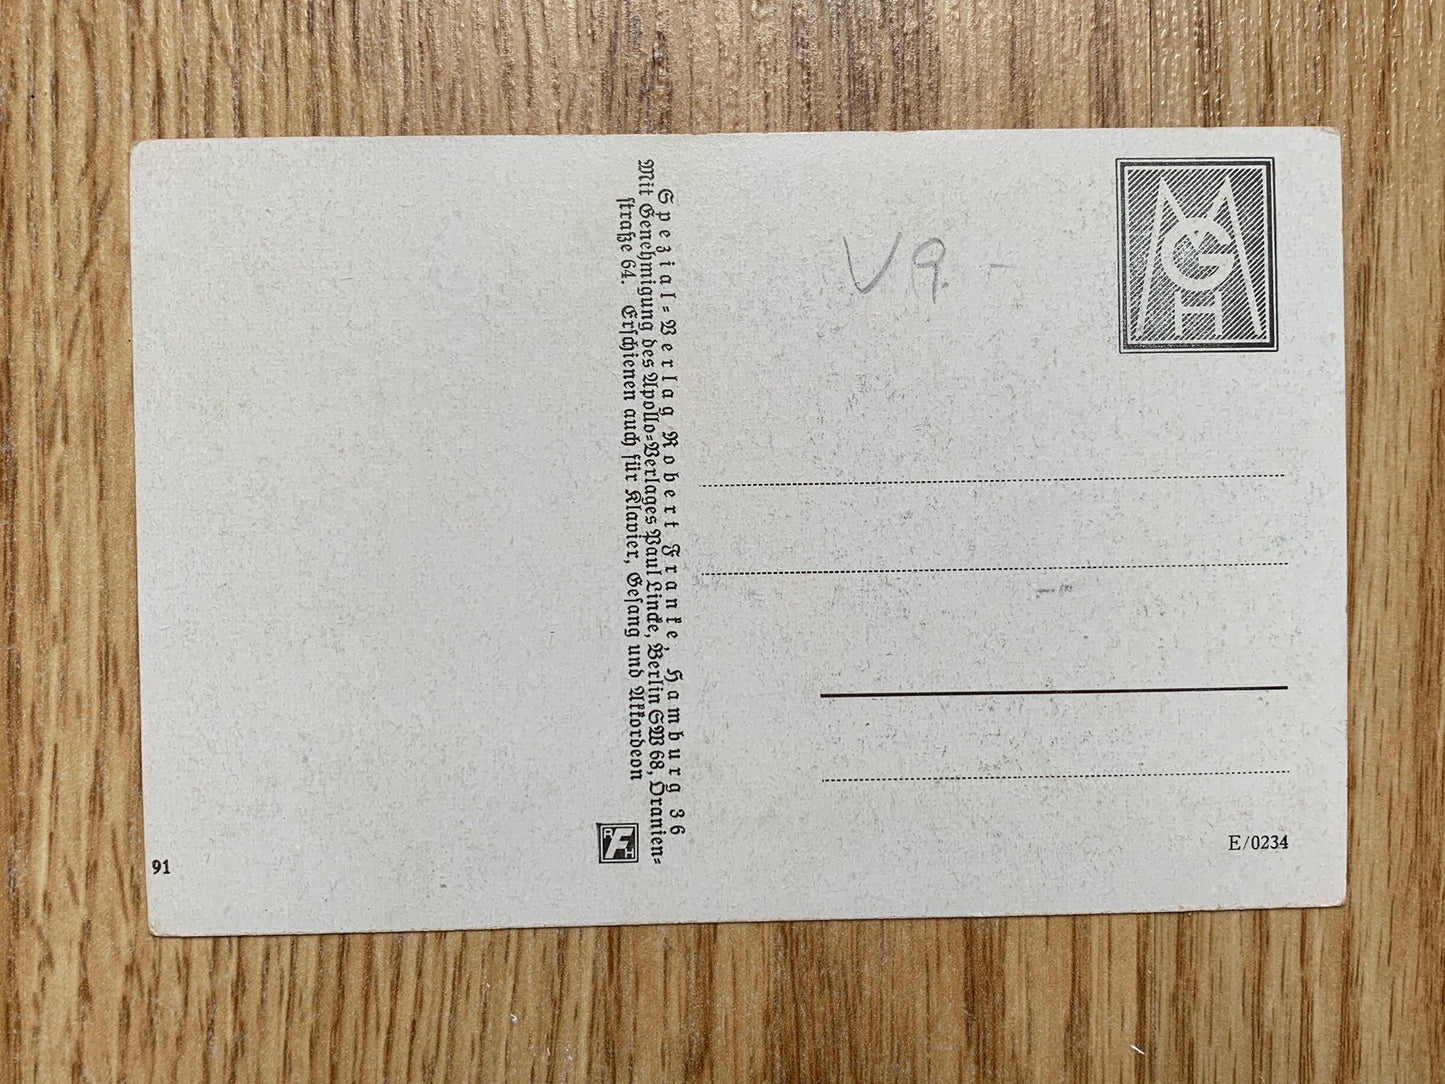 Spezial-Verlag Robert Franke, Hamburg 36
Mit Genehmigung des Apollo-Verlages Paul Lincke, Berlin SW 68, Oranien-
straße 64. Erschienen auch für Klavier, Gesang und Akkordeon
RFH
91
V9.-
MGH
E/0234